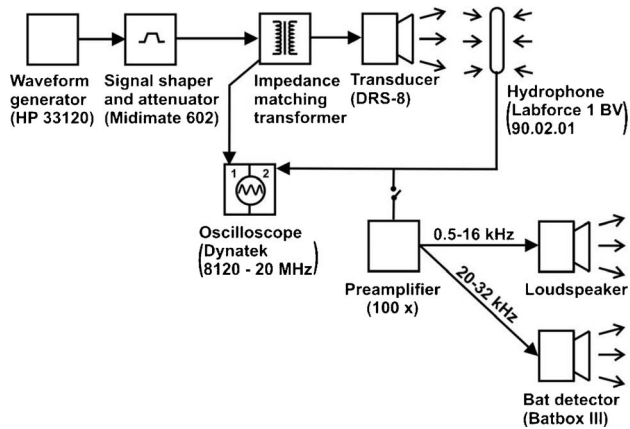 Waveform
generator
(HP 33120)
Signal shaper
and attenuator
(Midimate 602)
Impedance
matching
transformer
Transducer
(DRS-8)
Hydrophone
(Labforce 1 BV)
90.02.01
1 2
Oscilloscope
(Dynatek
8120 - 20 MHz)
Preamplifier
(100 x)
0.5-16 kHz
Loudspeaker
20-32 kHz
Bat detector
(Batbox III)